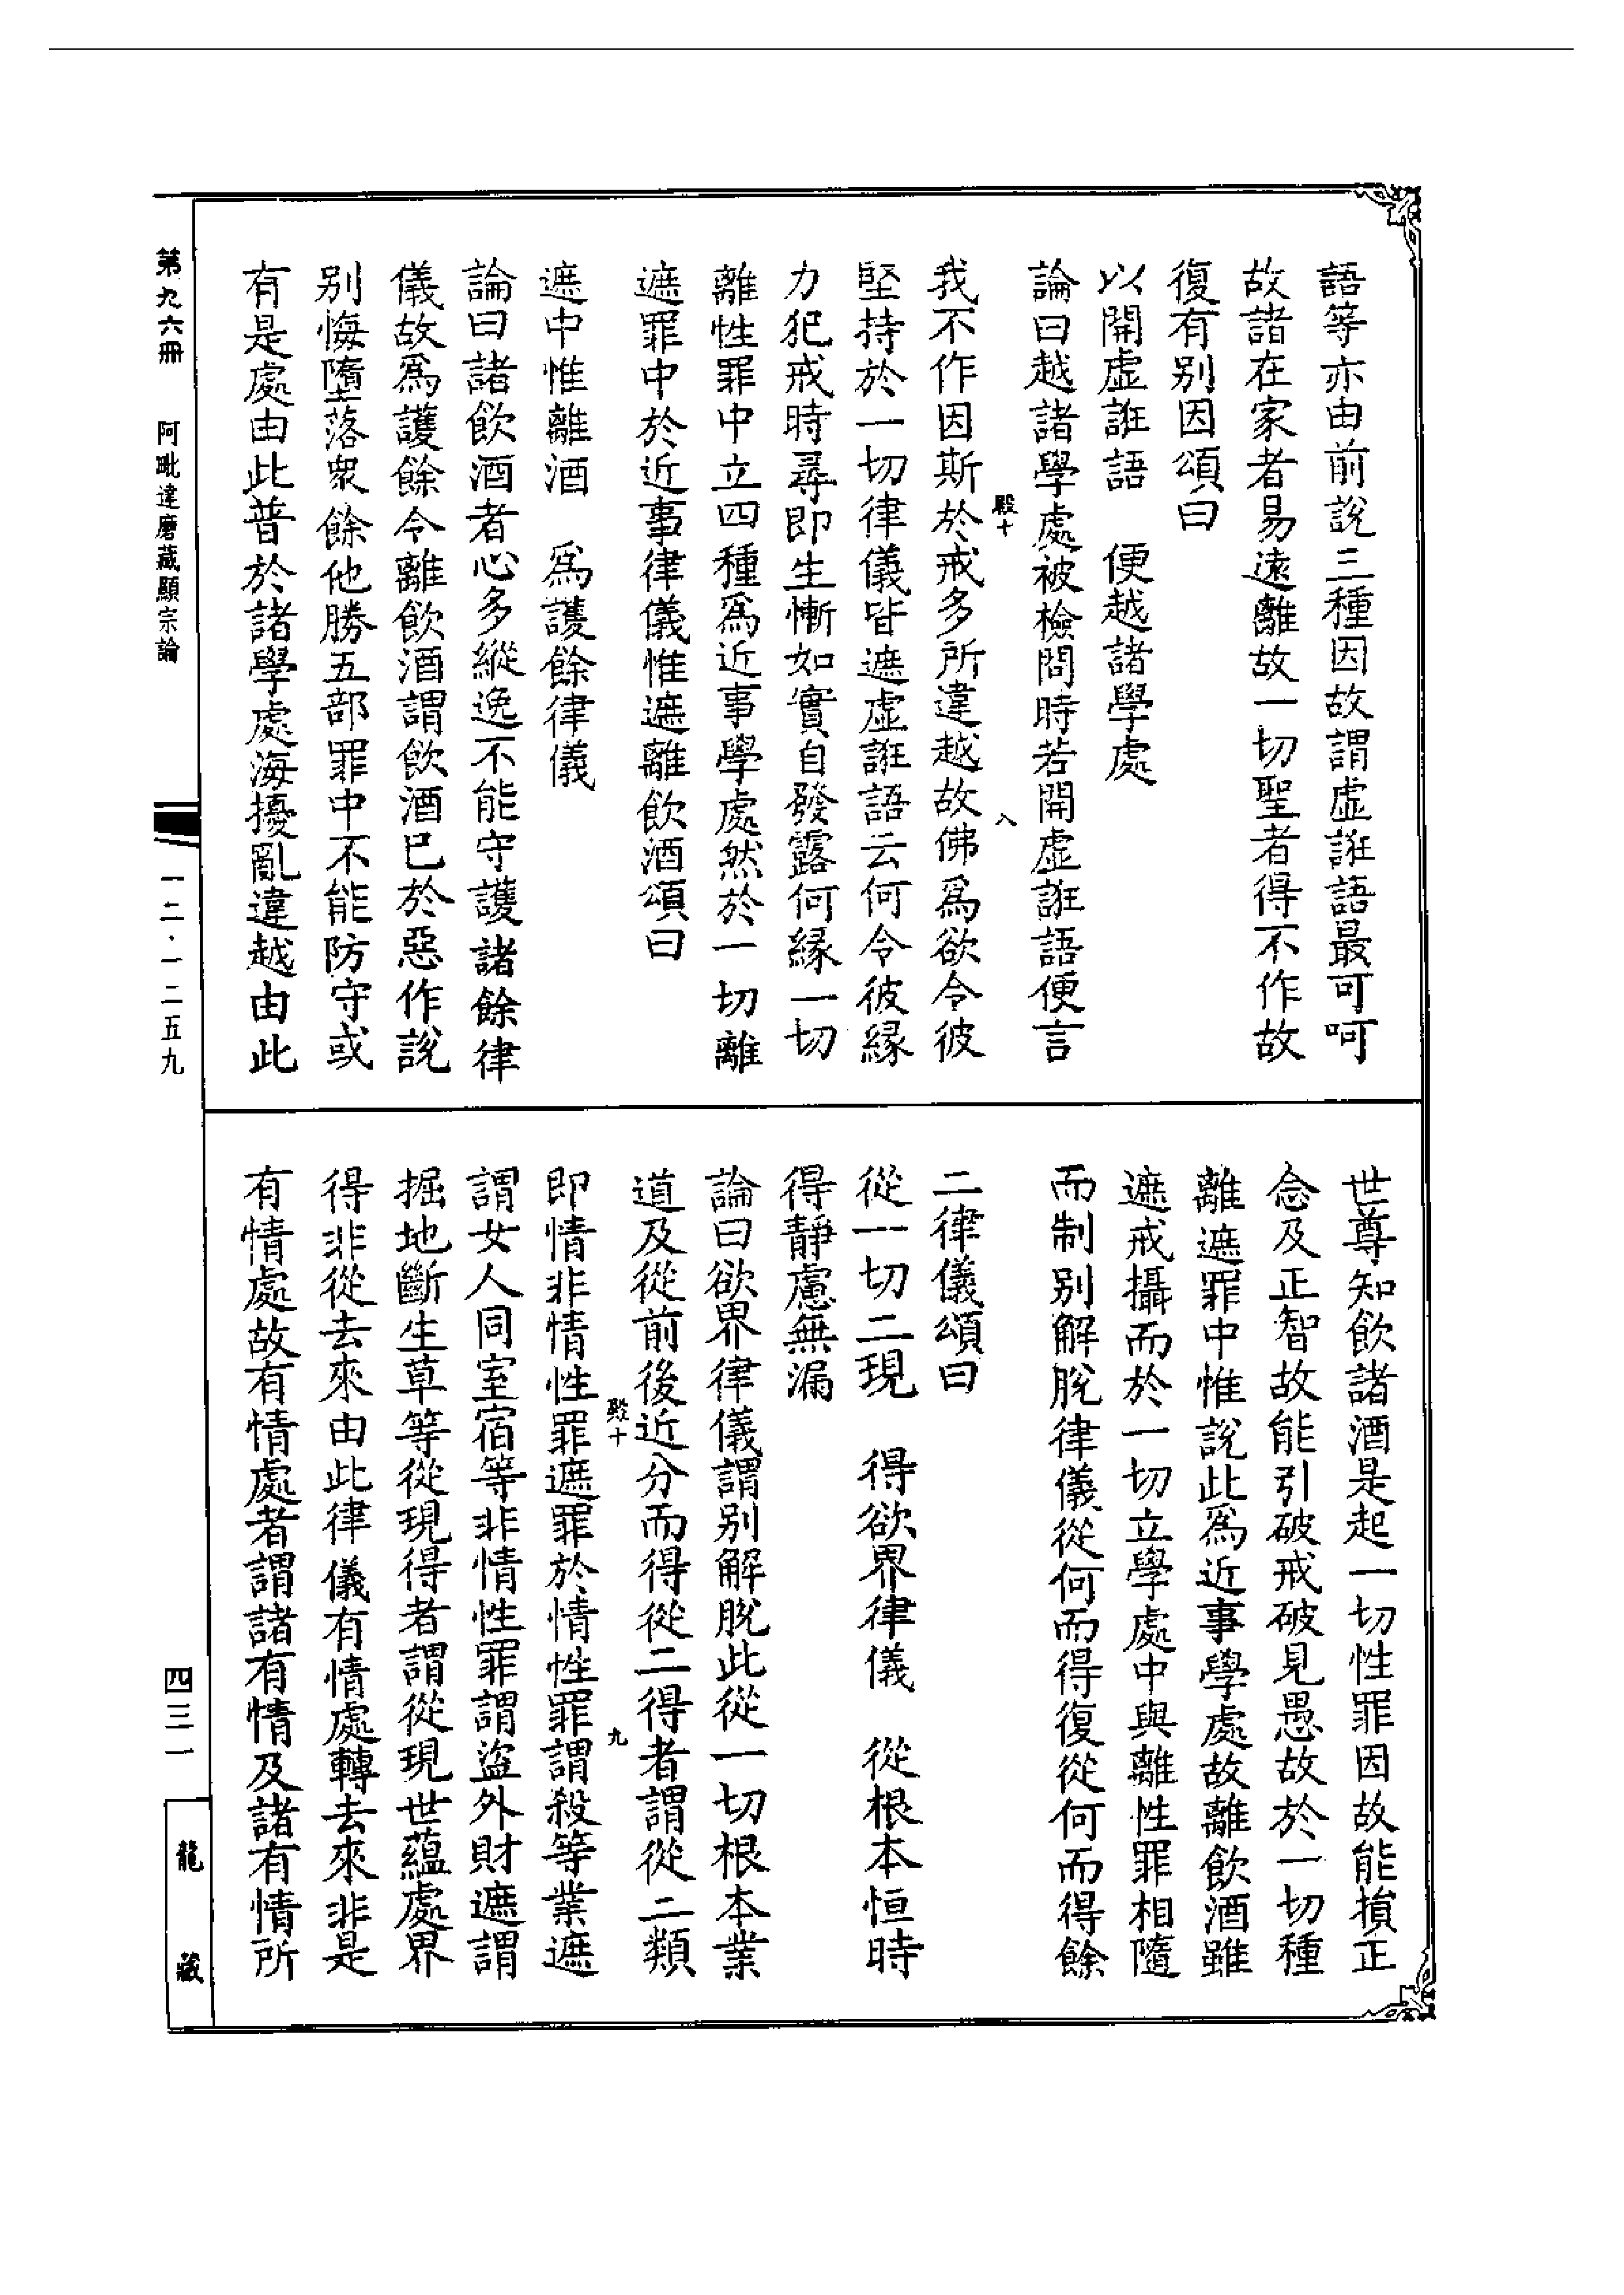 語等亦由前説三種因故謂虛誑語最可呵
故諸在家者易遠離故一切聖者得不作故
復有别因頌曰
以開虛誑語　便越諸學處
論曰越諸學處被檢問時若開虛誑語便言
殿十　八
我不作因斯於戒多所違越故佛爲欲令彼
堅持於一切律儀皆遮虛誑語云何令彼緣
力犯戒時尋即生慚如實自發露何緣一切
離性罪中立四種爲近事學處然於一切離
遮罪中於近事律儀惟遮離飲酒頌曰
遮中惟離酒　爲護餘律儀
論曰諸飲酒者心多縱逸不能守護諸餘律
儀故爲護餘令離飲酒謂飲酒已於惡作説
别悔墮落衆餘他勝五部罪中不能防守或
有是處由此普於諸學處海擾亂違越由此
世尊知飲諸酒是起一切性罪因故能損正
念及正智故能引破戒破見愚故於一切種
離遮罪中惟説此爲近事學處故離飲酒雖
遮戒攝而於一切立學處中與離性罪相隨
而制别解脫律儀從何而得復從何而得餘
二律儀頌曰
從一切二現　得欲界律儀　從根本恒時
得靜慮無漏
論曰欲界律儀謂别解脫此從一切根本業
道及從前後近分而得從二得者謂從二類
殿十　九
即情非情性罪遮罪於情性罪謂殺等業遮
謂女人同室宿等非情性罪謂盜外財遮謂
掘地斷生草等從現得者謂從現世蘊處界
得非從去來由此律儀有情處轉去來非是
有情處故有情處者謂諸有情及諸有情所
第九六冊　阿毗達磨藏顯宗論
一二·一二五九
四三一
龍藏